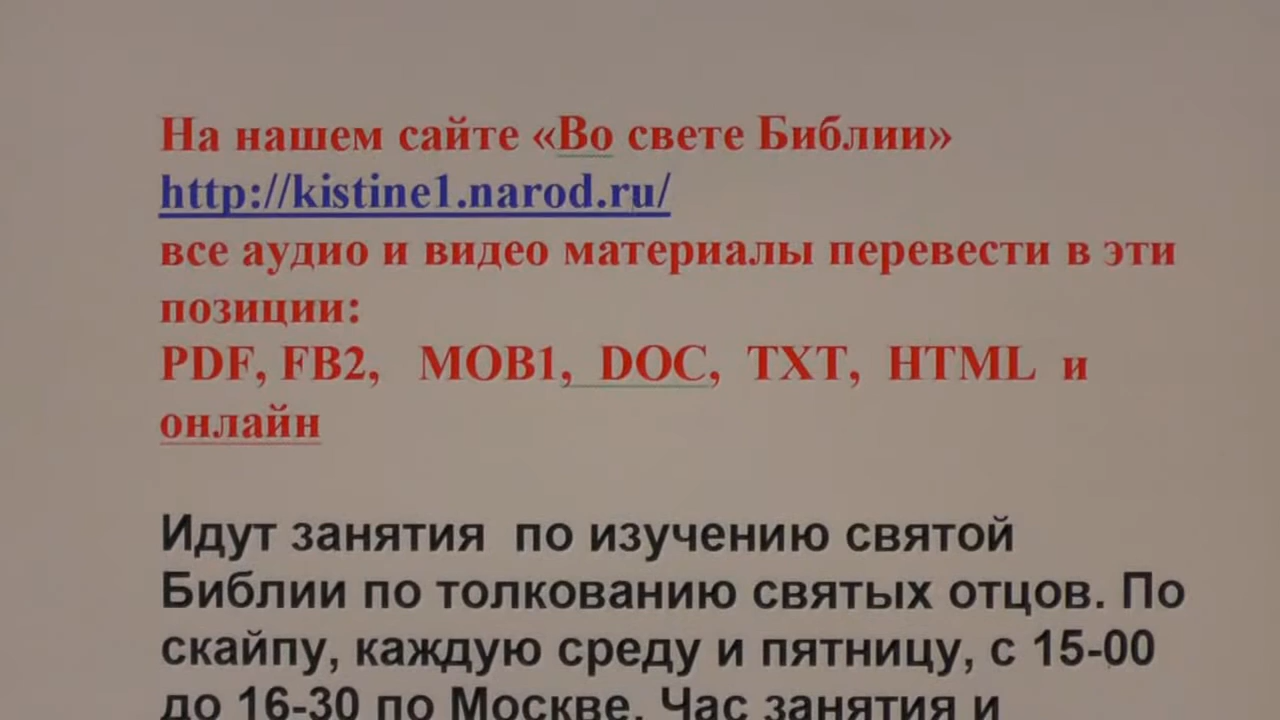 На нашем сайте «Во свете Библии»
http://kistine1.narod.ru/
все аудио и видео материалы перевести в эти
позиции:
PDF, FB2, MOB1, DOC, TXT, HTML и
онлайн
Идут занятия по изучению святой
Библии по толкованию святых отцов. По
скайпу, каждую среду и пятницу, с 15-00
до 16-30 по Москве. Час занятия и